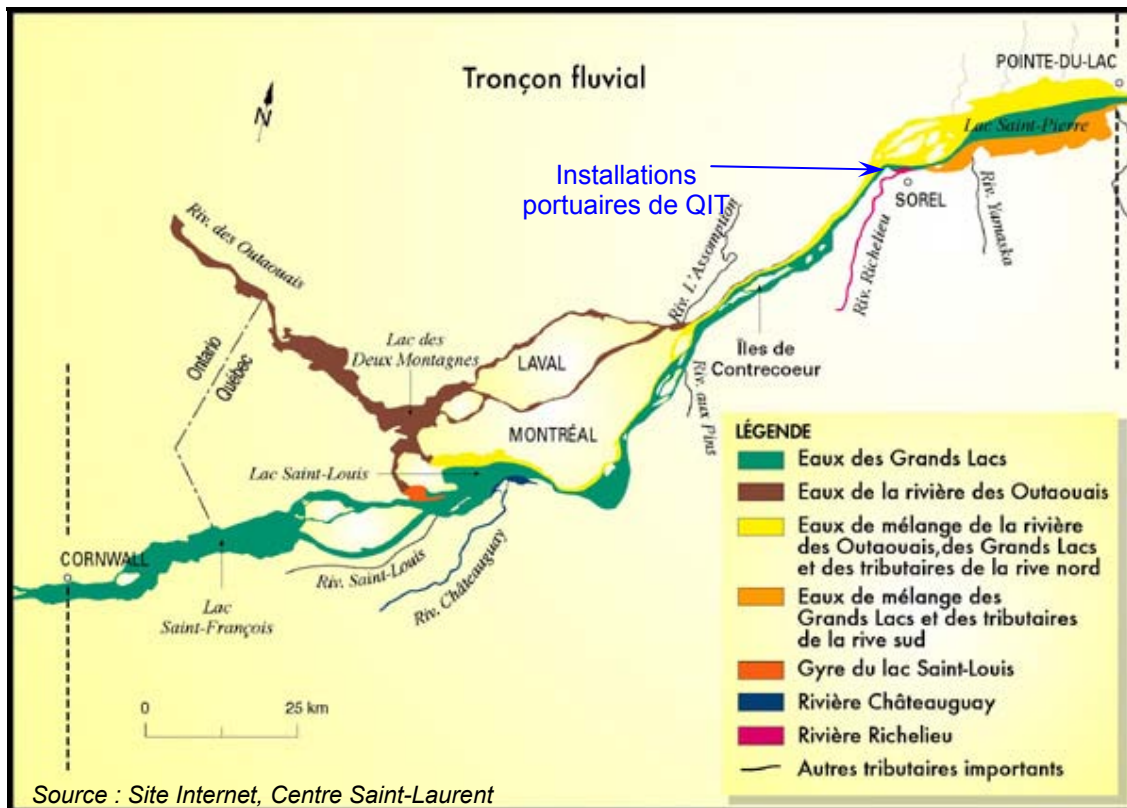 Tronçon fluvial
N
POINTE-DU-LAC
Lac Saint-Pierre
Installations
portuaires de QIT
SOREL
Riv. Yamaska
Riv. Richelieu
Riv. des Outaouais
Riv. L'Assomption
Ontario
Québec
Lac des
Deux Montagnes
LAVAL
Îles de
Contrecoeur
Riv. aux Pins
MONTRÉAL
Lac Saint-Louis
CORNWALL
Riv. Saint-Louis
Riv. Châteauguay
Lac
Saint-François
0 25 km
LÉGENDE
Eaux des Grands Lacs
Eaux de la rivière des Outaouais
Eaux de mélange de la rivière
des Outaouais,des Grands Lacs
et des tributaires de la rive nord
Eaux de mélange des
Grands Lacs et des tributaires
de la rive sud
Gyre du lac Saint-Louis
Rivière Châteauguay
Rivière Richelieu
Autres tributaires importants
Source : Site Internet, Centre Saint-Laurent